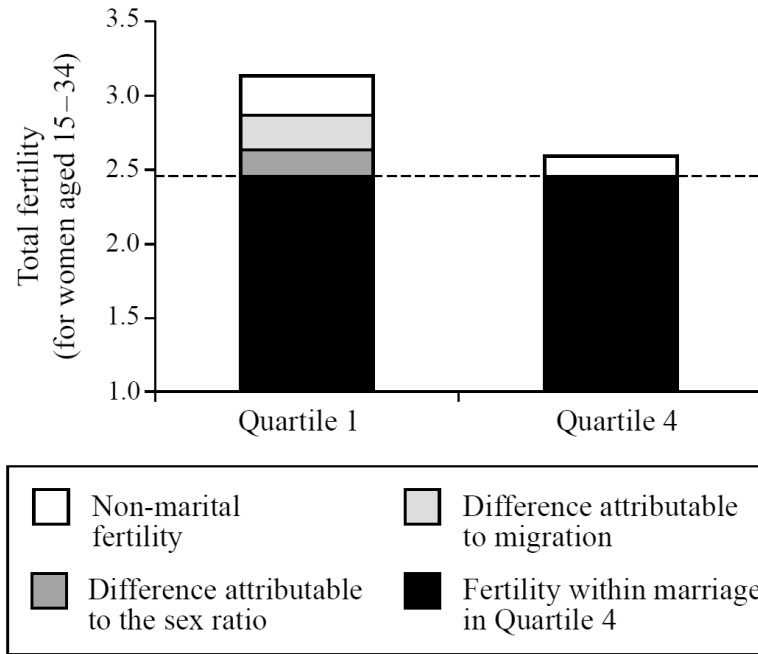 Total fertility
(for women aged 15–34)
3.5
3.0
2.5
2.0
1.5
1.0
Quartile 1
Quartile 4
Non-marital
fertility
Difference attributable
to migration
Difference attributable
to the sex ratio
Fertility within marriage
in Quartile 4